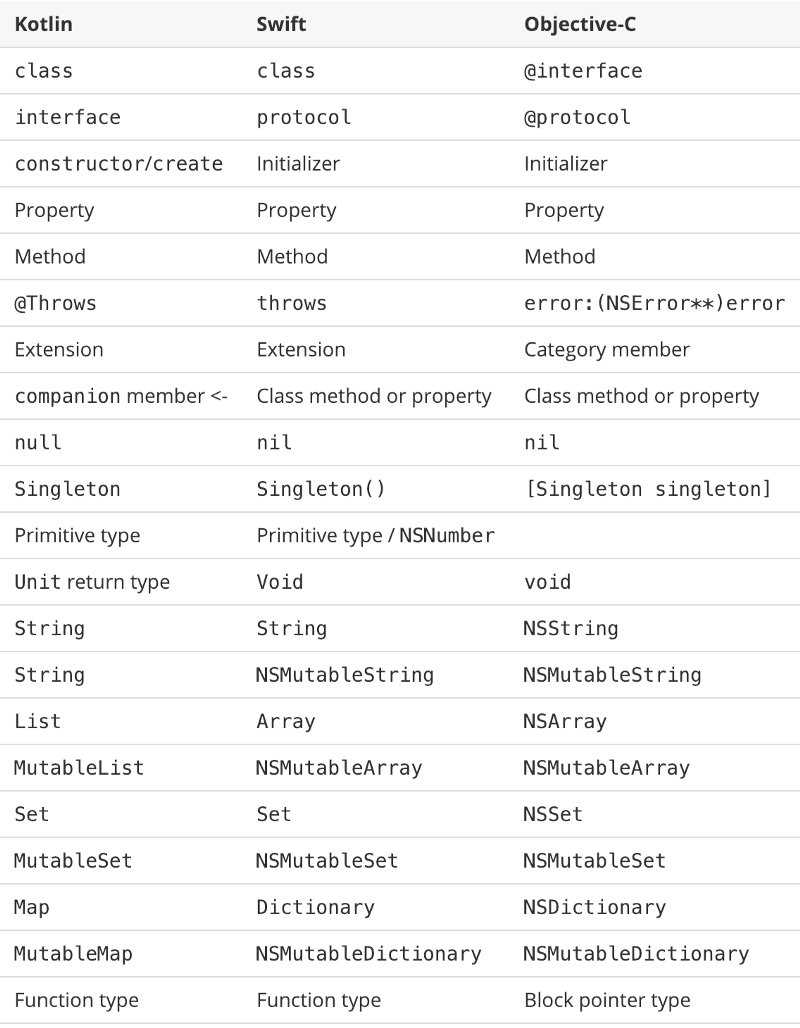 Kotlin Swift Objective-C
class class @interface
interface protocol @protocol
constructor/create Initializer Initializer
Property Property Property
Method Method Method
@Throws throws error:(NSError**)error
Extension Extension Category member
companion member <- Class method or property Class method or property
null nil nil
Singleton Singleton() [Singleton singleton]
Primitive type Primitive type / NSNumber
Unit return type Void void
String String NSString
String NSMutableString NSMutableString
List Array NSArray
MutableList NSMutableArray NSMutableArray
Set Set NSSet
MutableSet NSMutableSet NSMutableSet
Map Dictionary NSDictionary
MutableMap NSMutableDictionary NSMutableDictionary
Function type Function type Block pointer type